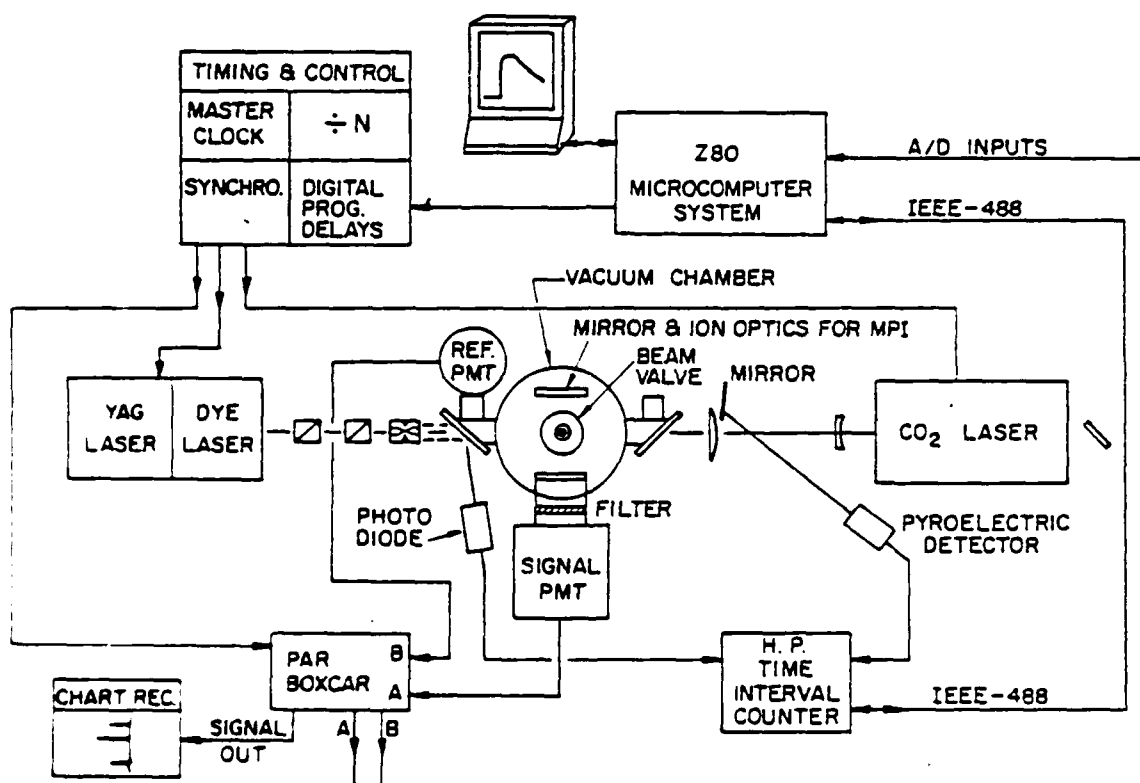 TIMING & CONTROL
MASTER
CLOCK
÷ N
SYNCHRO.
DIGITAL
PROG.
DELAYS
Z80
MICROCOMPUTER
SYSTEM
A/D INPUTS
IEEE-488
VACUUM CHAMBER
MIRROR & ION OPTICS FOR MPI
REF.
PMT
BEAM
VALVE
MIRROR
YAG
LASER
DYE
LASER
CO2 LASER
PHOTO
DIODE
FILTER
PYROELECTRIC
DETECTOR
SIGNAL
PMT
PAR
BOXCAR
B
A
H. P.
TIME
INTERVAL
COUNTER
IEEE-488
CHART REC.
SIGNAL
OUT
A
B